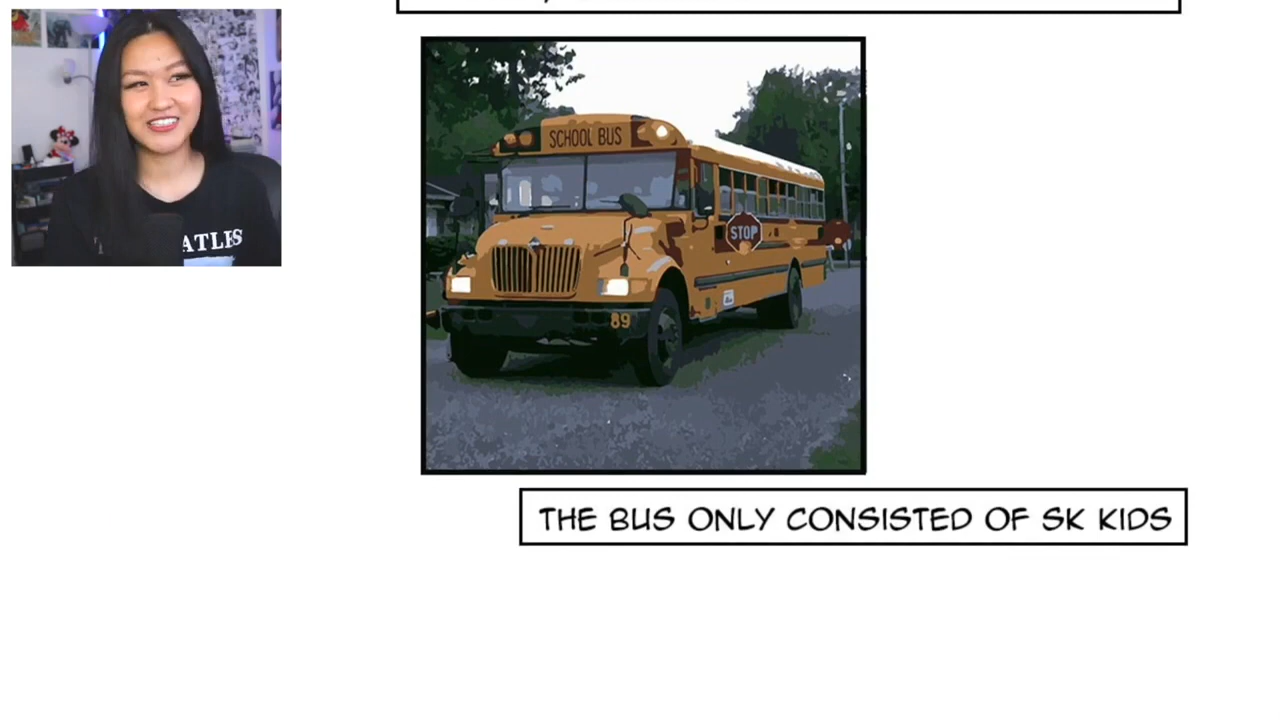 SCHOOL BUS
STOP
89
THE BUS ONLY CONSISTED OF SK KIDS